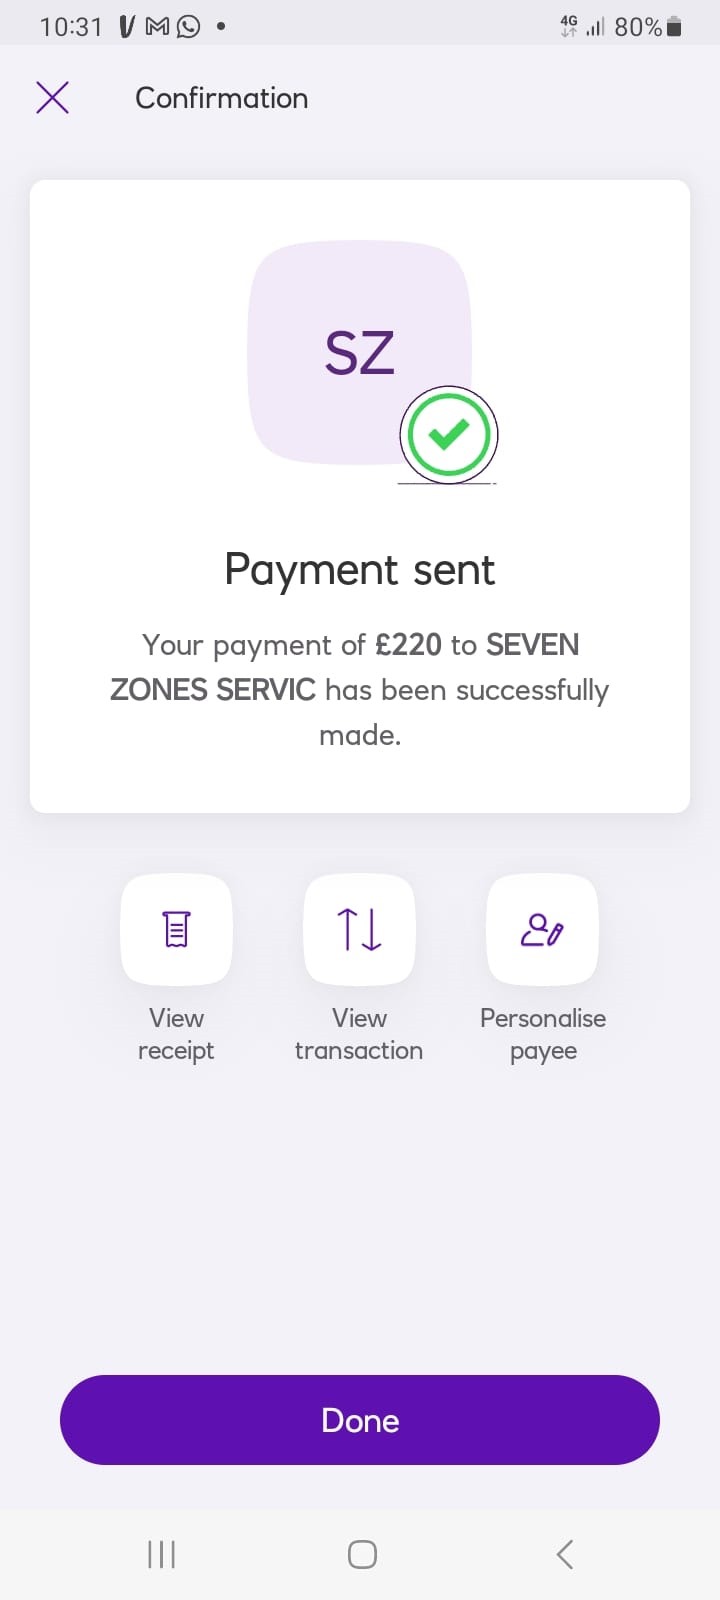 10:31
4G
80%
Confirmation
SZ
Payment sent
Your payment of £220 to SEVEN
ZONES SERVIC has been successfully
made.
View
receipt
View
transaction
Personalise
payee
Done